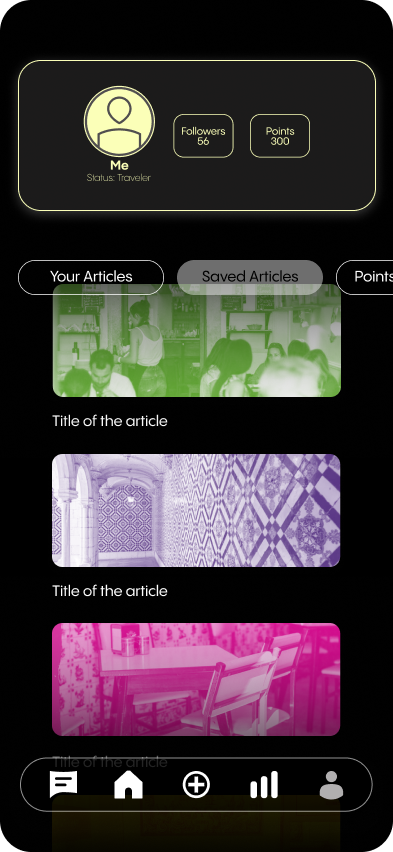 Followers
56
Points
300
Me
Status: Traveler
Your Articles
Saved Articles
Points
Title of the article
Title of the article
Title of the article